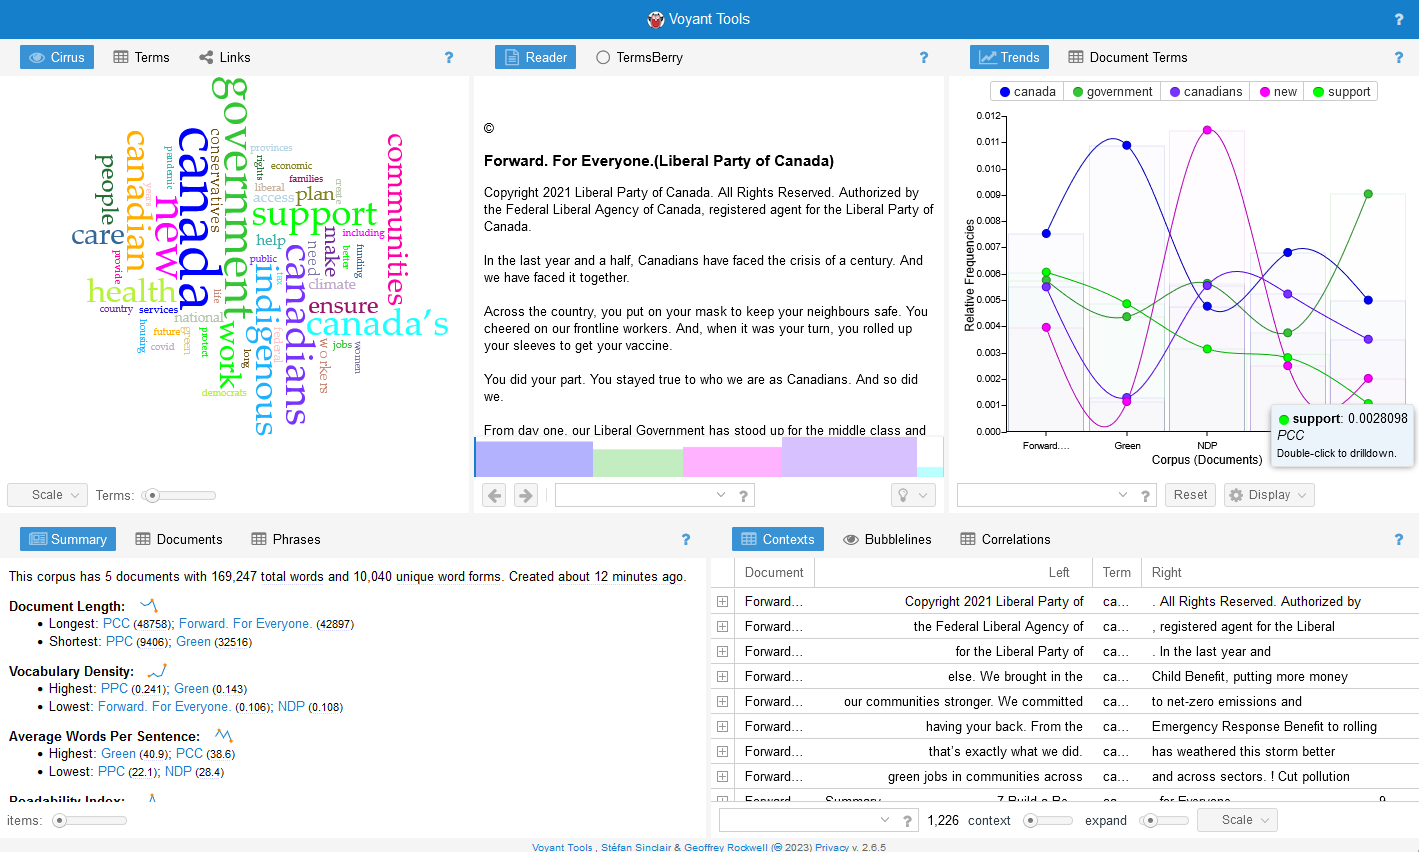 Voyant Tools
?
Cirrus Terms Links ?
Reader TermsBerry ?
Trends Document Terms ?
government
canada
canadian
conservatives
provinces
rights
economic
families
liberal
access
plan
create
communities
people
pandemic
years
new
support
care
including
help
make
need
better
funding
public
provide
health
indigenous
tax
canadians
climate
ensure
life
country
services
national
canada's
housing
future
green
covid
protect
work
long
federal
workers
jobs
women
democrats
Scale Terms:
©
Forward. For Everyone.(Liberal Party of Canada)
Copyright 2021 Liberal Party of Canada. All Rights Reserved. Authorized by
the Federal Liberal Agency of Canada, registered agent for the Liberal Party of
Canada.
In the last year and a half, Canadians have faced the crisis of a century. And
we have faced it together.
Across the country, you put on your mask to keep your neighbours safe. You
cheered on our frontline workers. And, when it was your turn, you rolled up
your sleeves to get your vaccine.
You did your part. You stayed true to who we are as Canadians. And so did
we.
From day one, our Liberal Government has stood up for the middle class and
?
canada government canadians new support
0.012
0.011
0.010
0.009
0.008
0.007
0.006
0.005
0.004
0.003
0.002
0.001
0.000
Relative Frequencies
Forward.... Green NDP
Corpus (Documents)
support: 0.0028098
PCC
Double-click to drilldown.
? Reset Display
Summary Documents Phrases ?
This corpus has 5 documents with 169,247 total words and 10,040 unique word forms. Created about 12 minutes ago.
Document Length:
• Longest: PCC (48758); Forward. For Everyone. (42897)
• Shortest: PPC (9406); Green (32516)
Vocabulary Density:
• Highest: PPC (0.241); Green (0.143)
• Lowest: Forward. For Everyone. (0.106); NDP (0.108)
Average Words Per Sentence:
• Highest: Green (40.9); PCC (38.6)
• Lowest: PPC (22.1); NDP (28.4)
Readability Index:
items:
Contexts Bubblelines Correlations ?
Document Left Term Right
Forward... Copyright 2021 Liberal Party of ca... . All Rights Reserved. Authorized by
Forward... the Federal Liberal Agency of ca... , registered agent for the Liberal
Forward... for the Liberal Party of ca... . In the last year and
Forward... else. We brought in the ca... Child Benefit, putting more money
Forward... our communities stronger. We committed ca... to net-zero emissions and
Forward... having your back. From the ca... Emergency Response Benefit to rolling
Forward... that's exactly what we did. ca... has weathered this storm better
Forward... green jobs in communities across ca... and across sectors. ! Cut pollution
Forward... Summary 7 Build a Be... ca... for Everyone 9
? 1,226 context expand Scale
Voyant Tools , Stéfan Sinclair & Geoffrey Rockwell (© 2023) Privacy v. 2.6.5